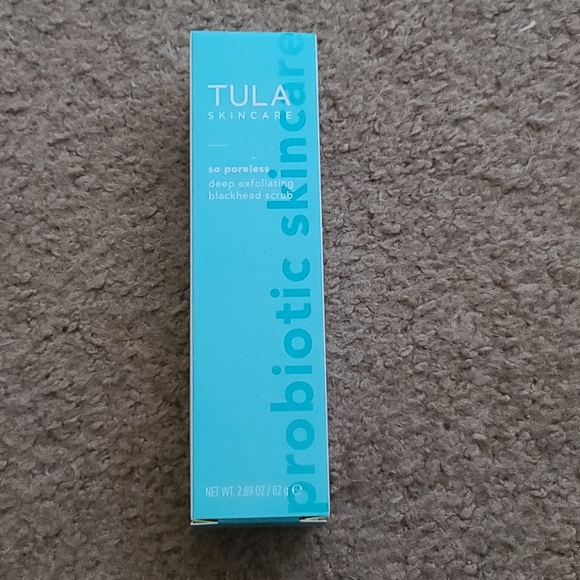 TULA
SKINCARE
so poreless
deep exfoliating
blackhead scrub
probiotic skincare
NET WT. 2.89 OZ / 82 g ℮